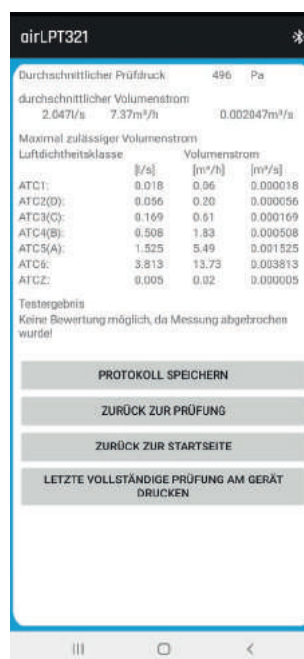 airLPT321
Durchschnittlicher Prüfdruck 496 Pa
durchschnittlicher Volumenstrom
2.047l/s 7.37m³/h 0.002047m³/s
Maximal zulässiger Volumenstrom
Luftdichtheitsklasse Volumenstrom
[l/s] [m³/h] [m³/s]
ATC1: 0.018 0.06 0.000018
ATC2(D): 0.056 0.20 0.000056
ATC3(C): 0.169 0.61 0.000169
ATC4(B): 0.508 1.83 0.000508
ATC5(A): 1.525 5.49 0.001525
ATC6: 3.813 13.73 0.003813
ATCZ: 0.005 0.02 0.000005
Testergebnis
Keine Bewertung möglich, da Messung abgebrochen
wurde!
PROTOKOLL SPEICHERN
ZURÜCK ZUR PRÜFUNG
ZURÜCK ZUR STARTSEITE
LETZTE VOLLSTÄNDIGE PRÜFUNG AM GERÄT
DRUCKEN